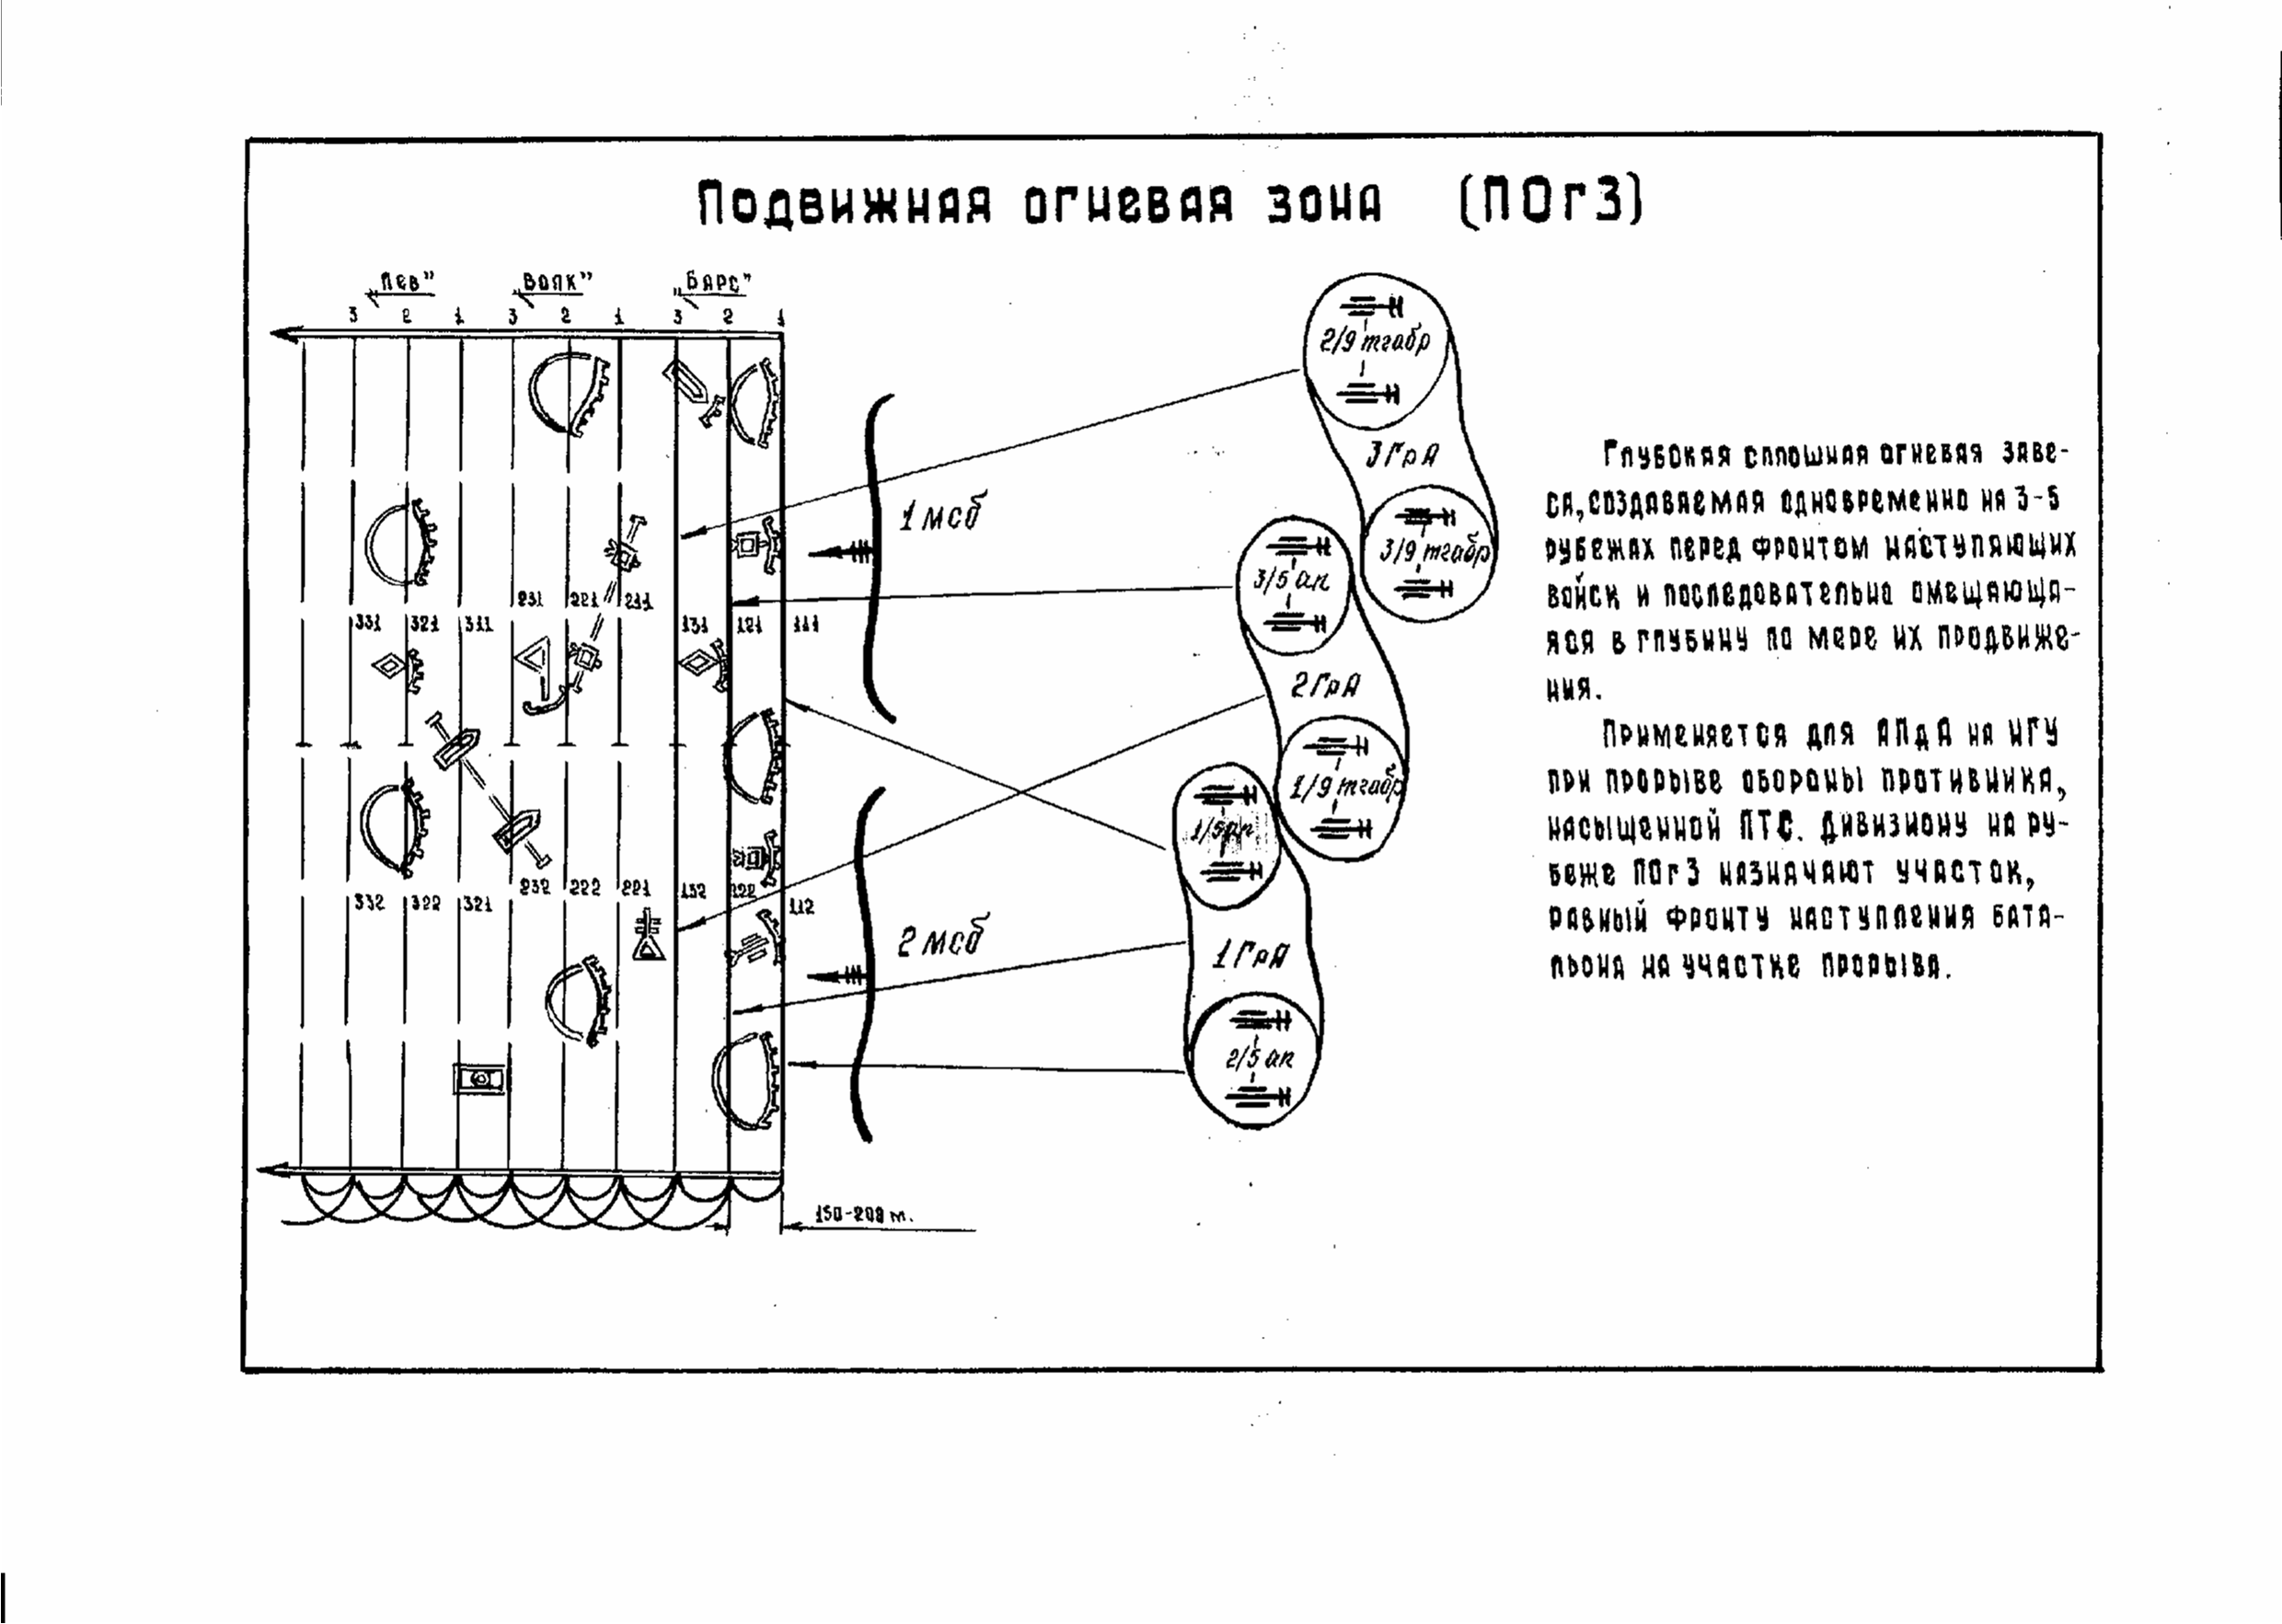 Подвижная огневая зона (ПОгЗ)
„Лев" „Волк" „Барс"
3 2 1 3 2 1 3 2 1
2/9 тгабр
3 ГрА
3/9 тгабр
1 мсб
3/5 ап
231 221 211
331 321 311 131 121 111
2 ГрА
1/9 тгабр
232 222 221 132 122
332 322 321 112
2 мсб
1 ГрА
2/5 ап
150-200 м.
Глубокая сплошная огневая заве-
са, создаваемая одновременно на 3-5
рубежах перед фронтом наступающих
войск и последовательно смещающа-
яся в глубину по мере их продвиже-
ния.
Применяется для АПдА на НГУ
при прорыве обороны противника,
насыщенной ПТС. Дивизиону на ру-
беже ПОгЗ назначают участок,
равный фронту наступления бата-
льона на участке прорыва.